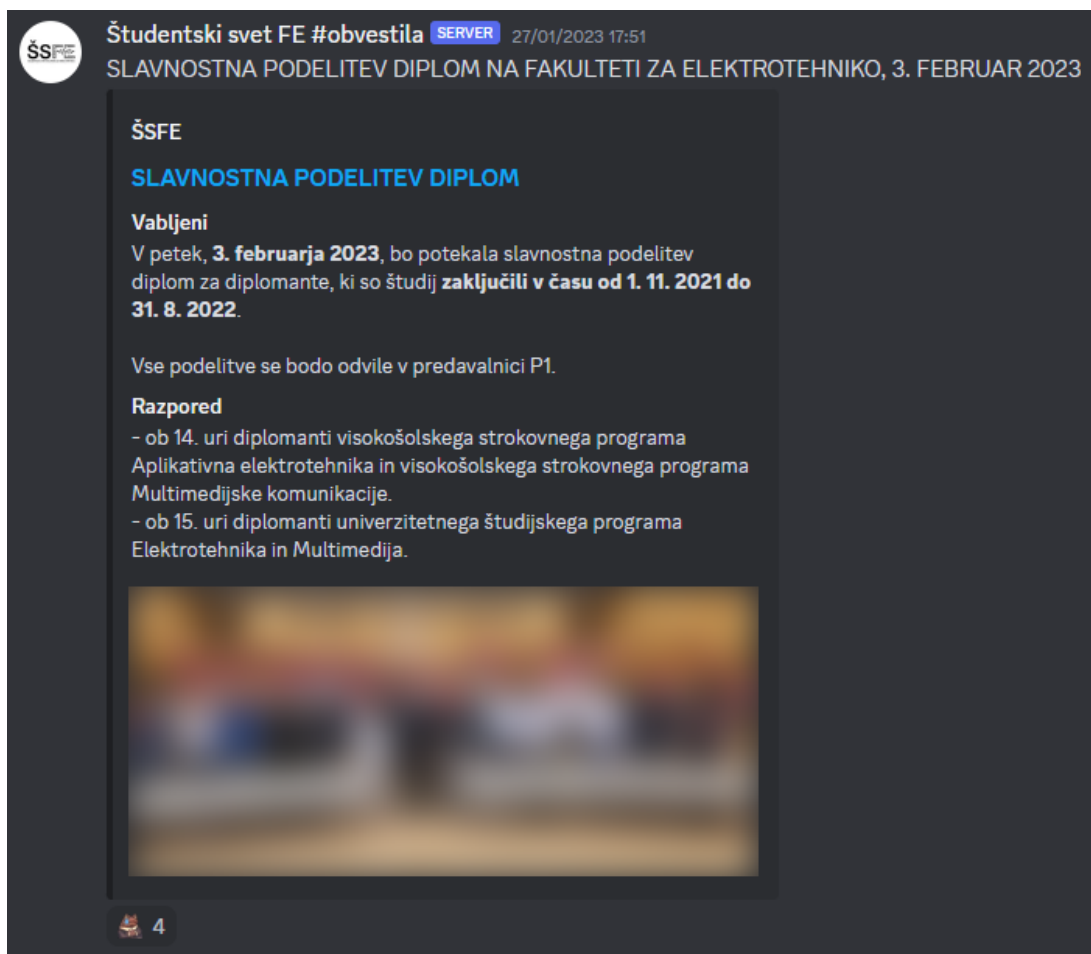 ŠSFE
Študentski svet FE #obvestila SERVER 27/01/2023 17:51
SLAVNOSTNA PODELITEV DIPLOM NA FAKULTETI ZA ELEKTROTEHNIKO, 3. FEBRUAR 2023
ŠSFE
SLAVNOSTNA PODELITEV DIPLOM
Vabljeni
V petek, 3. februarja 2023, bo potekala slavnostna podelitev
diplom za diplomante, ki so študij zaključili v času od 1. 11. 2021 do
31. 8. 2022.
Vse podelitve se bodo odvile v predavalnici P1.
Razpored
- ob 14. uri diplomanti visokošolskega strokovnega programa
Aplikativna elektrotehnika in visokošolskega strokovnega programa
Multimedijske komunikacije.
- ob 15. uri diplomanti univerzitetnega študijskega programa
Elektrotehnika in Multimedija.
4